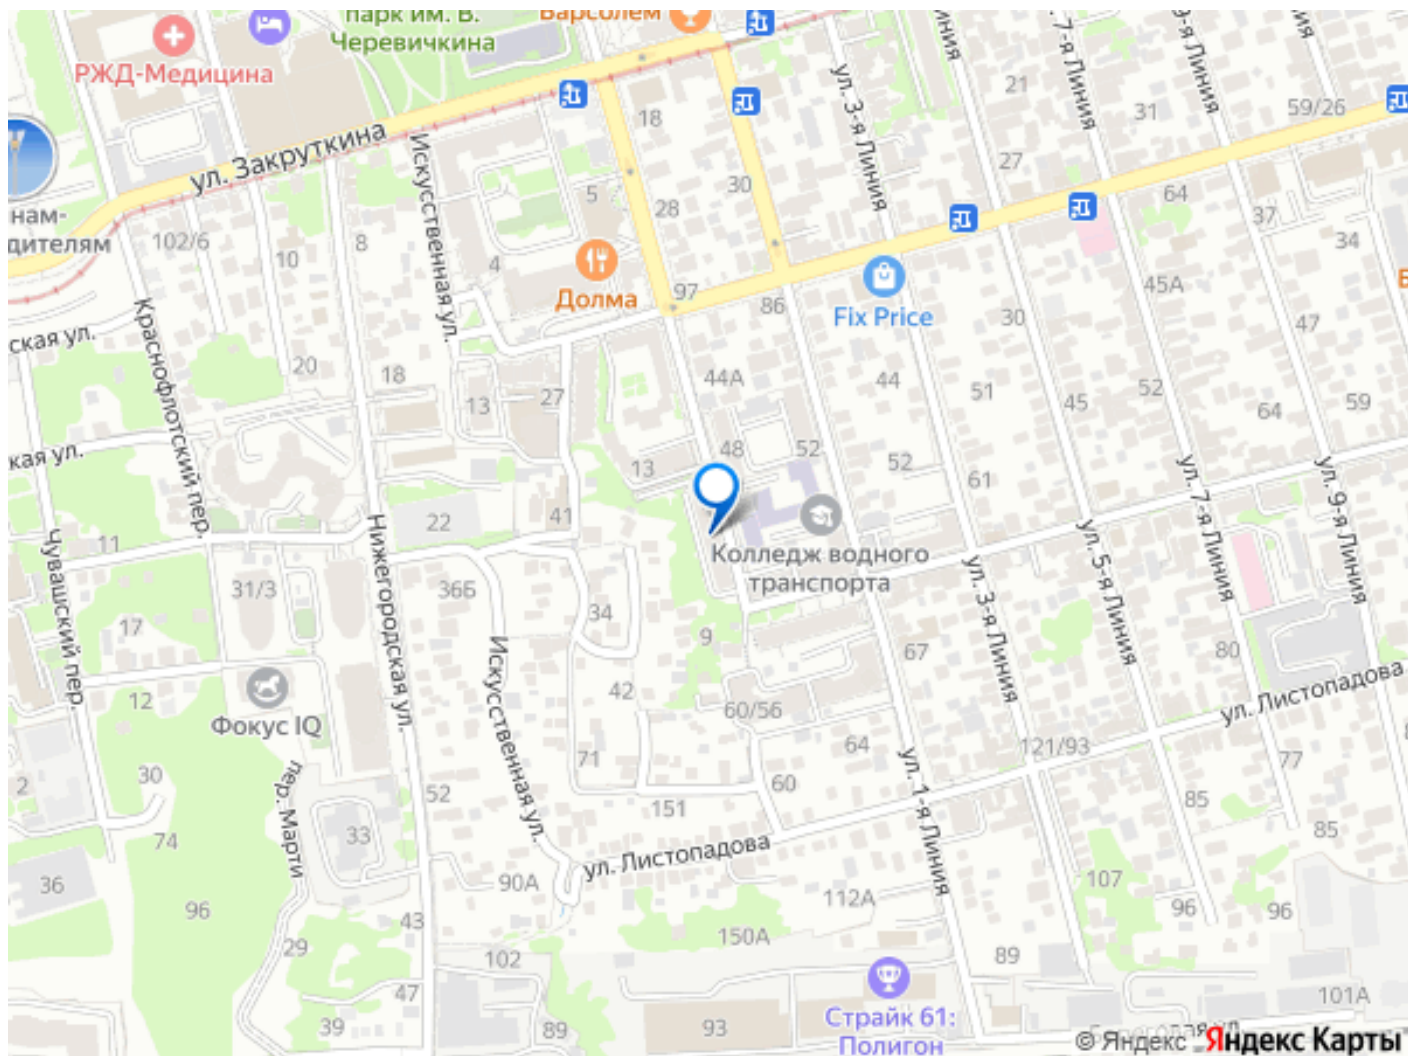 парк им. В.
Черевичкина
Барсолем
РЖД-Медицина
ул. Закруткина
Искусственная ул.
ул. 3-я Линия
7-я Линия
9-я Линия
18
21
31
59/26
27
30
5
28
64
37
34
нам-
дителям
102/6
10
8
4
Долма
97
86
Fix Price
45А
30
47
ская ул.
Краснофлотский пер.
20
18
13
27
44А
44
51
45
52
64
59
кая ул.
48
52
52
13
61
ул. 7-я Линия
ул. 9-я Линия
22
41
11
Чувашский пер.
Нижегородская ул.
Колледж водного
транспорта
ул. 3-я Линия
ул. 5-я Линия
31/3
36Б
34
17
9
67
80
Искусственная ул.
12
Фокус IQ
42
60/56
64
121/93
ул. Листопадова
71
77
30
2
пер. Марти
52
151
60
ул. 1-я Линия
85
85
74
33
ул. Листопадова
36
90А
112А
107
96
96
96
43
29
150А
102
89
47
101А
39
89
93
Страйк 61:
Полигон
© Яндекс Яндекс Карты